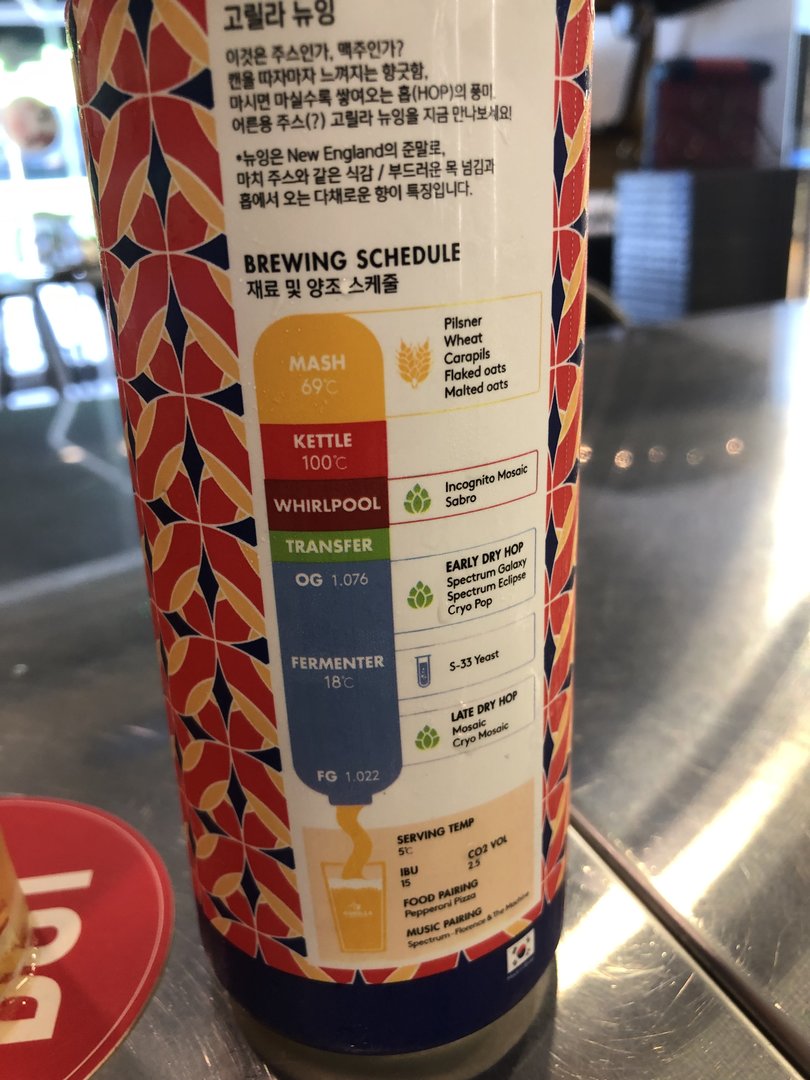 고릴라 뉴잉
이것은 주스인가, 맥주인가?
캔을 따자마자 느껴지는 향긋함,
마시면 마실수록 쌓여오는 홉(HOP)의 풍미
어른용 주스(?) 고릴라 뉴잉을 지금 만나보세요!
*뉴잉은 New England의 준말로,
마치 주스와 같은 식감 / 부드러운 목 넘김과
홉에서 오는 다채로운 향이 특징입니다.
BREWING SCHEDULE
재료 및 양조 스케줄
MASH
69℃
Pilsner
Wheat
Carapils
Flaked oats
Malted oats
KETTLE
100℃
WHIRLPOOL
Incognito Mosaic
Sabro
TRANSFER
OG 1.076
EARLY DRY HOP
Spectrum Galaxy
Spectrum Eclipse
Cryo Pop
FERMENTER
18℃
S-33 Yeast
LATE DRY HOP
Mosaic
Cryo Mosaic
FG 1.022
SERVING TEMP
5℃
IBU
15
CO2 VOL
2.5
FOOD PAIRING
Pepperoni Pizza
MUSIC PAIRING
Spectrum - Florence & The Machine
GORILLA